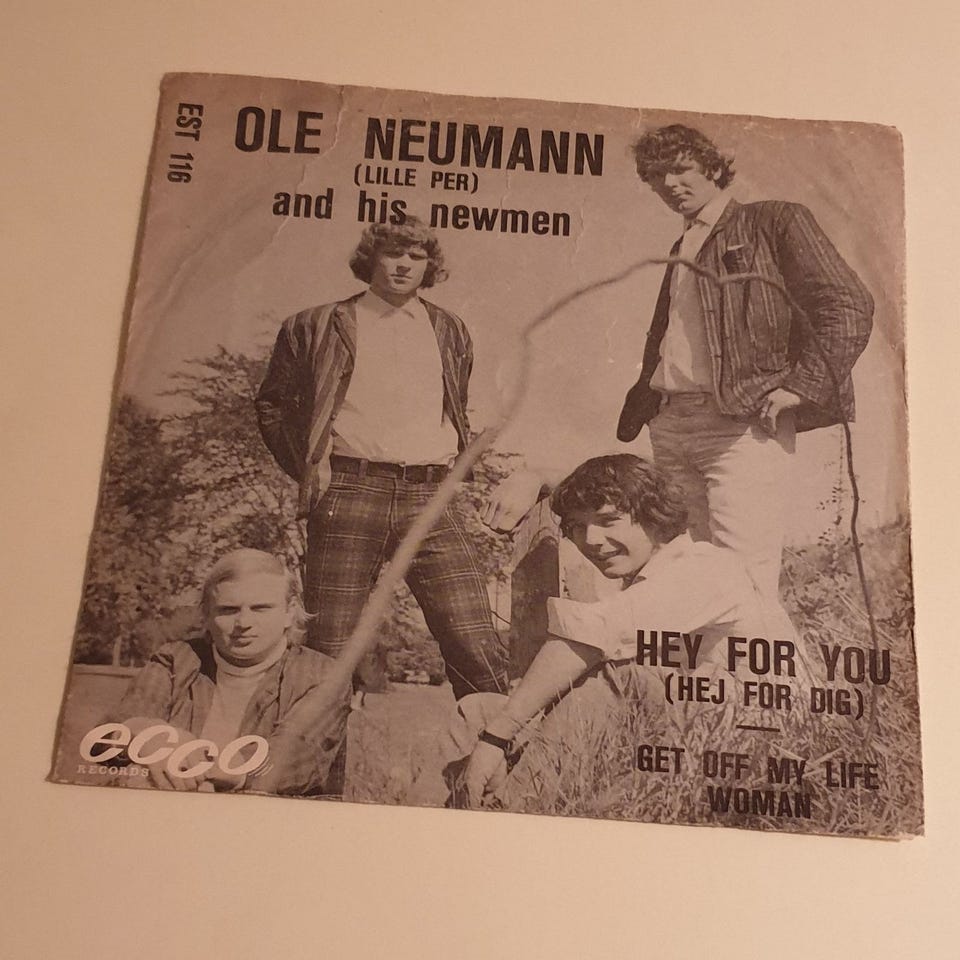 EST 116
OLE NEUMANN
(LILLE PER)
and his newmen
HEY FOR YOU
(HEJ FOR DIG)
GET OFF MY LIFE
WOMAN
ecco
RECORDS